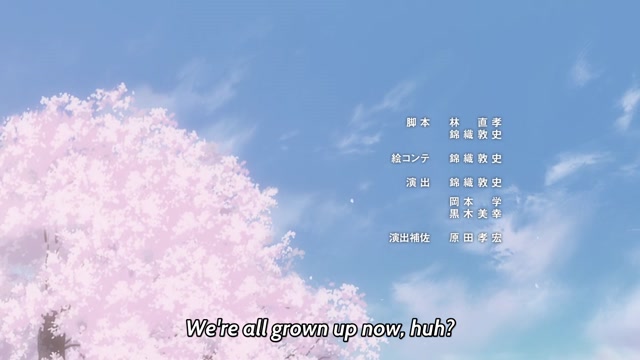 脚本 林 直孝
錦織敦史
絵コンテ 錦織敦史
演出 錦織敦史
岡本 学
黒木美幸
演出補佐 原田孝宏
We're all grown up now, huh?